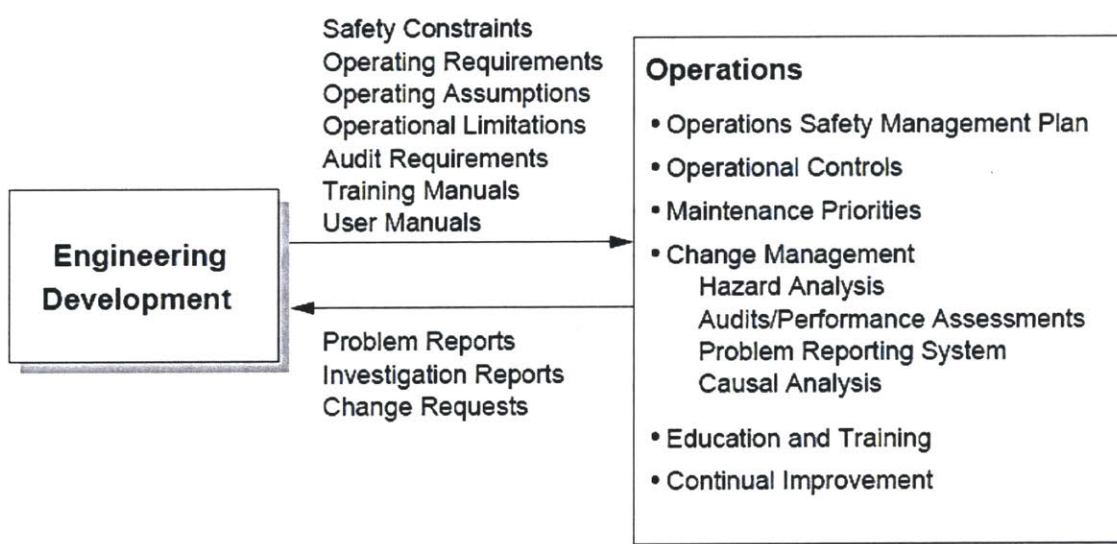 Safety Constraints
Operating Requirements
Operating Assumptions
Operational Limitations
Audit Requirements
Training Manuals
User Manuals
Engineering
Development
Problem Reports
Investigation Reports
Change Requests
Operations
• Operations Safety Management Plan
• Operational Controls
• Maintenance Priorities
• Change Management
Hazard Analysis
Audits/Performance Assessments
Problem Reporting System
Causal Analysis
• Education and Training
• Continual Improvement